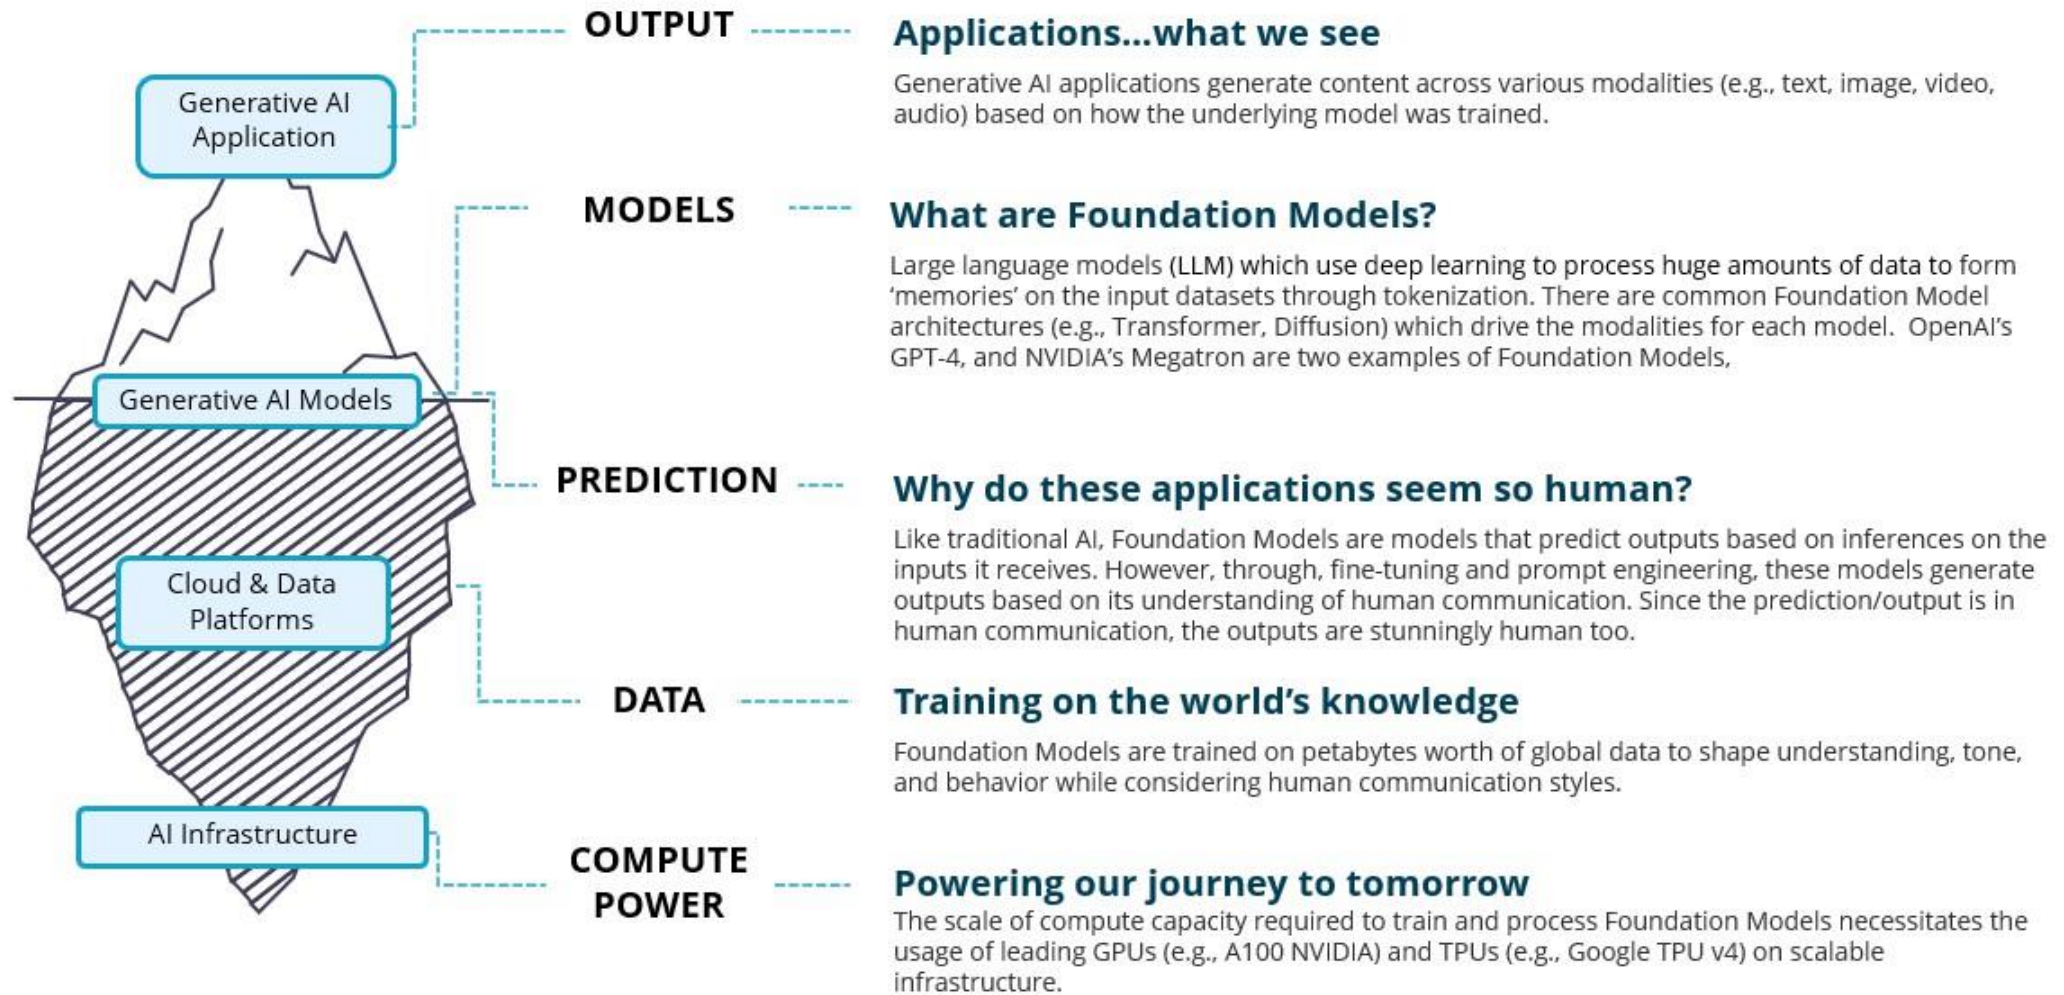 OUTPUT
Applications...what we see
Generative AI applications generate content across various modalities (e.g., text, image, video,
audio) based on how the underlying model was trained.
Generative AI
Application
MODELS
What are Foundation Models?
Large language models (LLM) which use deep learning to process huge amounts of data to form
‘memories’ on the input datasets through tokenization. There are common Foundation Model
architectures (e.g., Transformer, Diffusion) which drive the modalities for each model.  OpenAI’s
GPT-4, and NVIDIA’s Megatron are two examples of Foundation Models,
Generative AI Models
PREDICTION
Why do these applications seem so human?
Like traditional AI, Foundation Models are models that predict outputs based on inferences on the
inputs it receives. However, through, fine-tuning and prompt engineering, these models generate
outputs based on its understanding of human communication. Since the prediction/output is in
human communication, the outputs are stunningly human too.
Cloud & Data
Platforms
DATA
Training on the world’s knowledge
Foundation Models are trained on petabytes worth of global data to shape understanding, tone,
and behavior while considering human communication styles.
AI Infrastructure
COMPUTE
POWER
Powering our journey to tomorrow
The scale of compute capacity required to train and process Foundation Models necessitates the
usage of leading GPUs (e.g., A100 NVIDIA) and TPUs (e.g., Google TPU v4) on scalable
infrastructure.